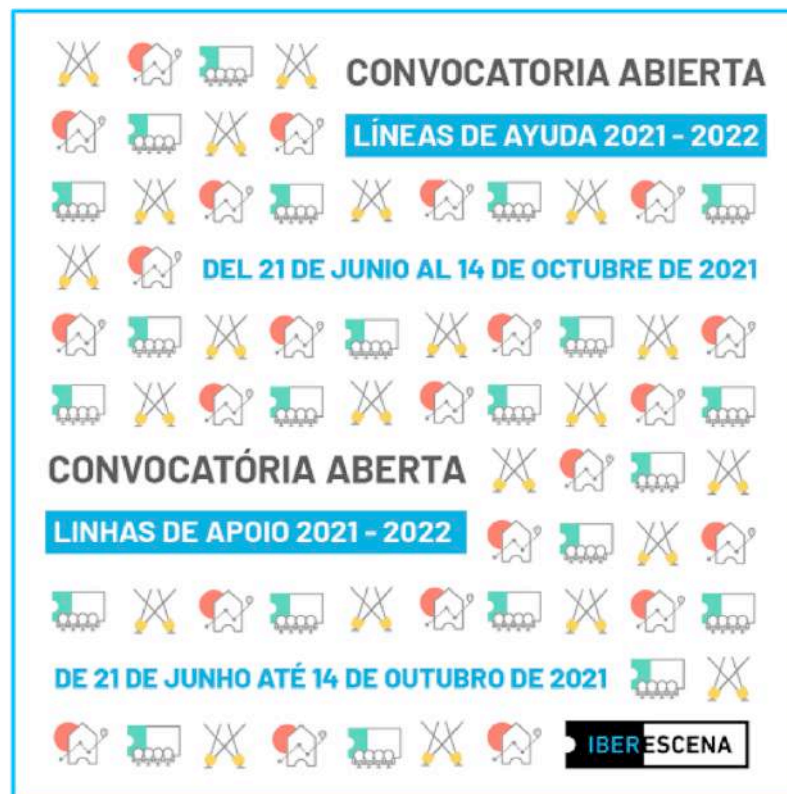 CONVOCATORIA ABIERTA
LÍNEAS DE AYUDA 2021 - 2022
DEL 21 DE JUNIO AL 14 DE OCTUBRE DE 2021
CONVOCATÓRIA ABERTA
LINHAS DE APOIO 2021 - 2022
DE 21 DE JUNHO ATÉ 14 DE OUTUBRO DE 2021
IBERESCENA